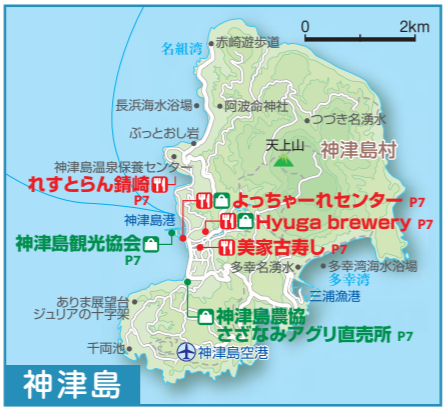 0 2km
名組湾
赤崎遊歩道
長浜海水浴場
阿波命神社
ぶっとおし岩
つづき名湧水
天上山
神津島村
神津島温泉保養センター
れすとらん錆崎
P7
よっちゃーれセンター P7
神津島港
Hyuga brewery P7
神津島観光協会
P7
美家古寿し P7
多幸名湧水
多幸湾海水浴場
多幸湾
三浦漁港
ありま展望台
ジュリアの十字架
神津島農協
さざなみアグリ直売所 P7
千両池
神津島空港
神津島